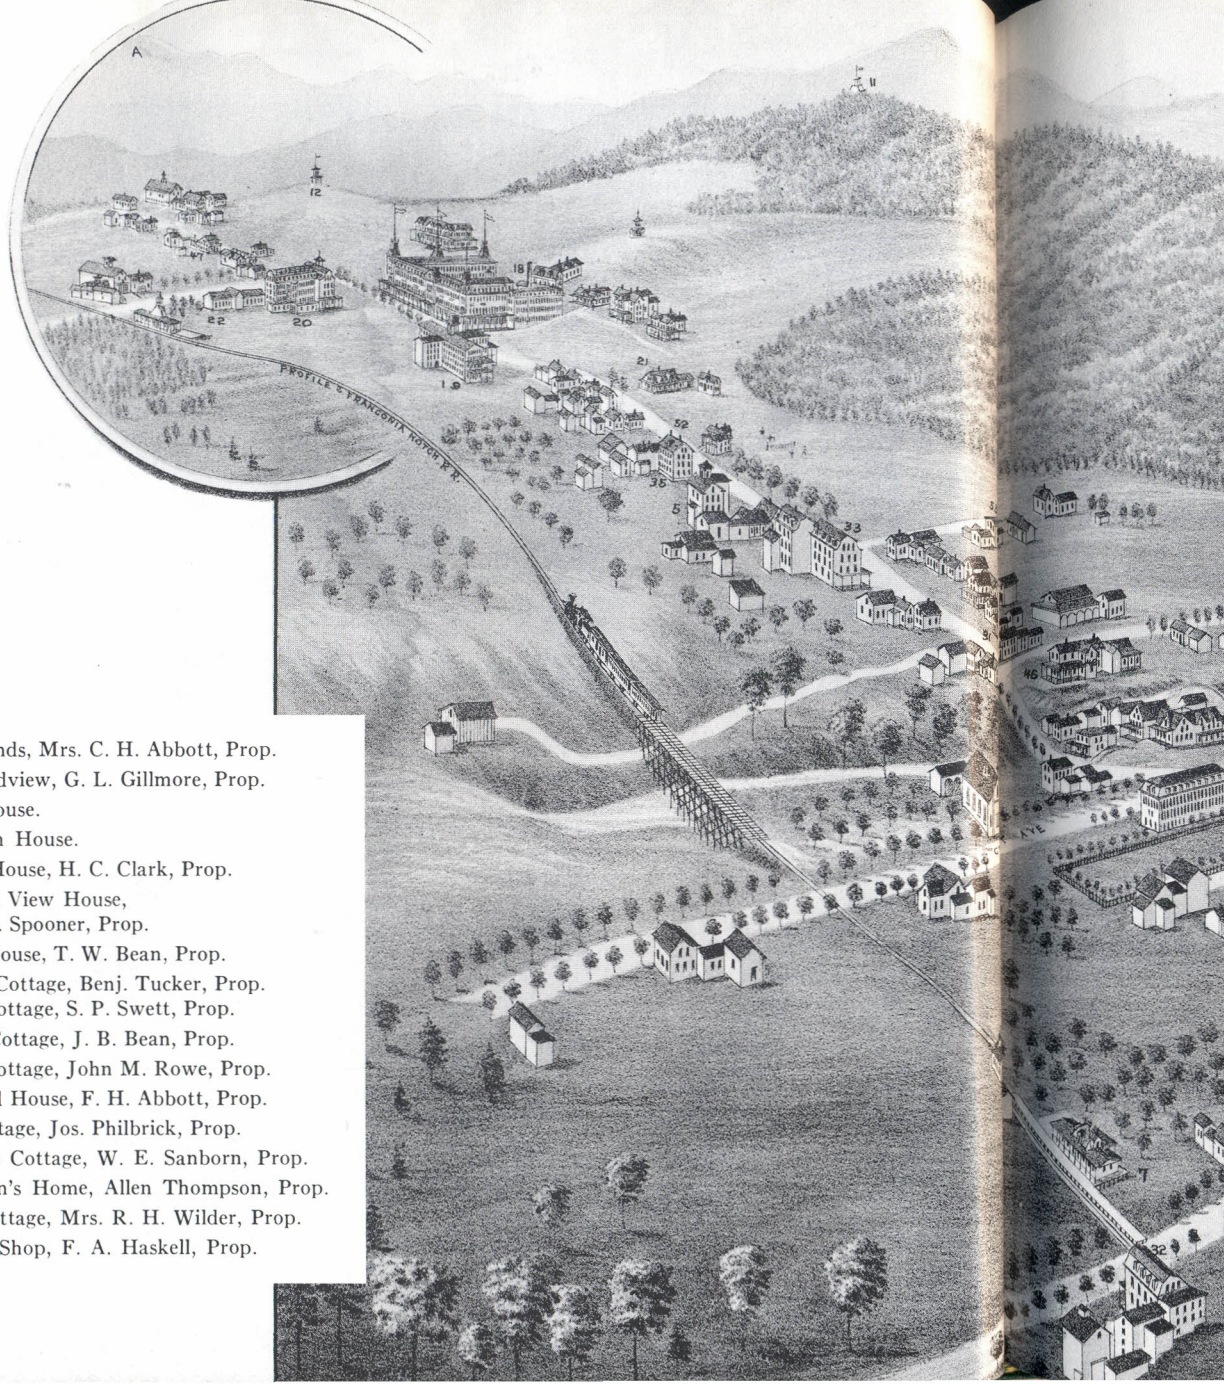 A
11
12
47
18
22
20
19
21
PROFILE & FRANCONIA NOTCH R.R.
52
35
5
33
46
AVE
7
32
nds, Mrs. C. H. Abbott, Prop.
dview, G. L. Gillmore, Prop.
ouse.
n House.
House, H. C. Clark, Prop.
View House,
. Spooner, Prop.
ouse, T. W. Bean, Prop.
Cottage, Benj. Tucker, Prop.
ottage, S. P. Swett, Prop.
Cottage, J. B. Bean, Prop.
ottage, John M. Rowe, Prop.
l House, F. H. Abbott, Prop.
tage, Jos. Philbrick, Prop.
Cottage, W. E. Sanborn, Prop.
n's Home, Allen Thompson, Prop.
ttage, Mrs. R. H. Wilder, Prop.
Shop, F. A. Haskell, Prop.